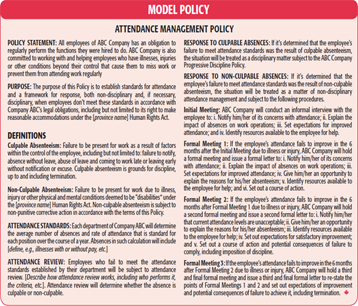 MODEL POLICY
ATTENDANCE MANAGEMENT POLICY
POLICY STATEMENT: All employees of ABC Company has an obligation to
regularly perform the functions they were hired to do. ABC Company is also
committed to working with and helping employees who have illnesses, injuries
or other conditions beyond their control that cause them to miss work or
prevent them from attending work regularly
PURPOSE: The purpose of this Policy is to establish standards for attendance
and a framework for response, both non-disciplinary and, if necessary,
disciplinary, when employees don't meet these standards in accordance with
Company ABC's legal obligations, including but not limited to its right to make
reasonable accommodations under the [province name] Human Rights Act.
DEFINITIONS
Culpable Absenteeism: Failure to be present for work as a result of factors
within the control of the employee, including but not limited to: failure to notify,
absence without leave, abuse of leave and coming to work late or leaving early
without notification or excuse. Culpable absenteeism is grounds for discipline,
up to and including termination.
Non-Culpable Absenteeism: Failure to be present for work due to illness,
injury or other physical and mental conditions deemed to be "disabilities" under
the [province name] Human Rights Act. Non-culpable absenteeism is subject to
non-punitive corrective action in accordance with the terms of this Policy.
ATTENDANCE STANDARDS: Each department of Company ABC will determine
the average number of absences and rate of attendance that is standard for
each position over the course of a year. Absences in such calculation will include
[define, e.g., illnesses with or without pay, etc.]
ATTENDANCE REVIEW: Employees who fail to meet the attendance
standards established by their department will be subject to attendance
review. [Describe how attendance review works, including who performs it,
the criteria, etc.]. Attendance review will determine whether the absence is
culpable or non-culpable.
RESPONSE TO CULPABLE ABSENCES: If it's determined that the employee's
failure to meet attendance standards was the result of culpable absenteeism,
the situation will be treated as a disciplinary matter subject to the ABC Company
Progressive Discipline Policy.
RESPONSE TO NON-CULPABLE ABSENCES: If it's determined that the
employee's failure to meet attendance standards was the result of non-culpable
absenteeism, the situation will be treated as a matter of non-disciplinary
attendance management and subject to the following procedures.
Initial Meeting: ABC Company will conduct an informal interview with the
employee to: i. Notify him/her of its concerns with attendance; ii. Explain the
impact of absences on work operations; iii. Set expectations for improved
attendance; and iv. Identify resources available to the employee for help.
Formal Meeting 1: If the employee's attendance fails to improve in the 6
months after the Initial Meeting due to illness or injury, ABC Company will hold
a formal meeting and issue a formal letter to: i. Notify him/her of its concerns
with attendance; ii. Explain the impact of absences on work operations; iii.
Set expectations for improved attendance; iv. Give him/her an opportunity to
explain the reasons for his/her absenteeism; v. Identify resources available to
the employee for help; and vi. Set out a course of action.
Formal Meeting 2: If the employee's attendance fails to improve in the 6
months after Formal Meeting 1 due to illness or injury, ABC Company will hold
a second formal meeting and issue a second formal letter to: i. Notify him/her
that current attendance levels are unacceptable; ii. Give him/her an opportunity
to explain the reasons for his/her absenteeism; iii. Identify resources available
to the employee for help; iv. Set out expectations for satisfactory improvement;
and v. Set out a course of action and potential consequences of failure to
comply, including imposition of discipline.
Formal Meeting 3: If the employee's attendance fails to improve in the 6 months
after Formal Meeting 2 due to illness or injury, ABC Company will hold a third
and final formal meeting and issue a third and final formal letter to re-state the
points of Formal Meetings 1 and 2 and set out expectations of improvement
and potential consequences of failure to achieve it, including termination.